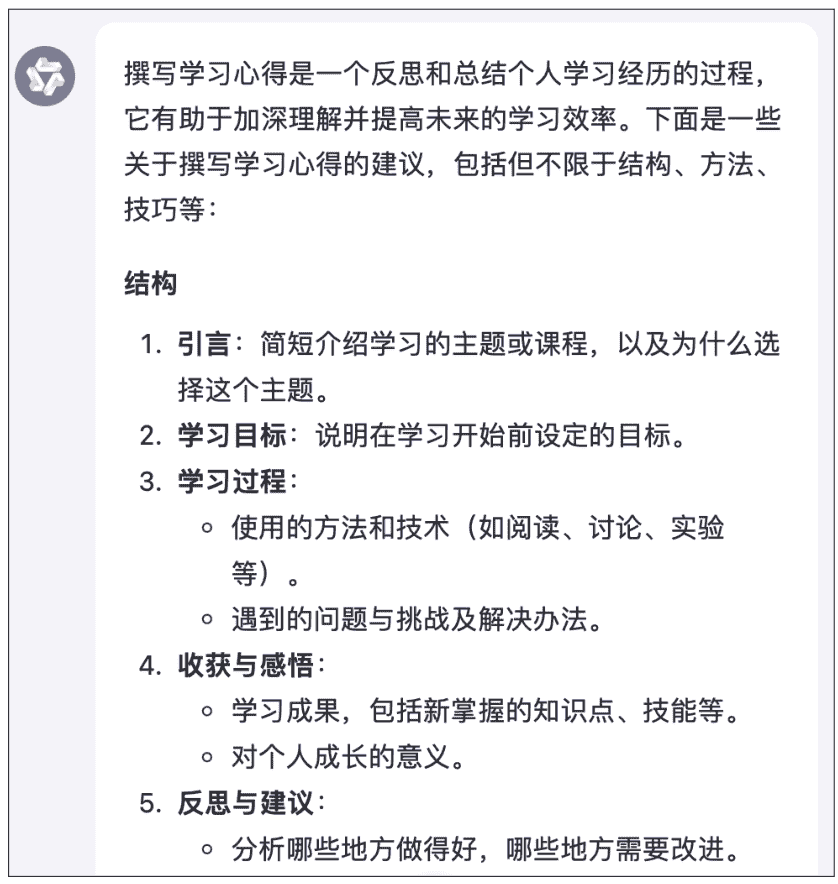 撰写学习心得是一个反思和总结个人学习经历的过程，
它有助于加深理解并提高未来的学习效率。下面是一些
关于撰写学习心得的建议，包括但不限于结构、方法、
技巧等：
结构
1. 引言：简短介绍学习的主题或课程，以及为什么选
择这个主题。
2. 学习目标：说明在学习开始前设定的目标。
3. 学习过程：
◦ 使用的方法和技术（如阅读、讨论、实验
等）。
◦ 遇到的问题与挑战及解决办法。
4. 收获与感悟：
◦ 学习成果，包括新掌握的知识点、技能等。
◦ 对个人成长的意义。
5. 反思与建议：
◦ 分析哪些地方做得好，哪些地方需要改进。